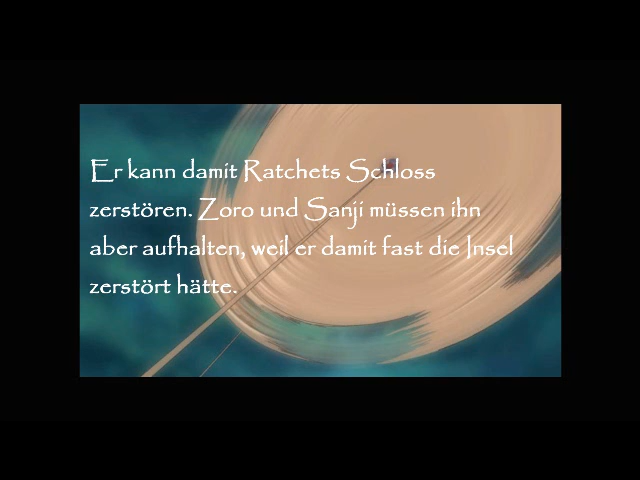 Er kann damit Ratchets Schloss
zerstören. Zoro und Sanji müssen ihn
aber aufhalten, weil er damit fast die Insel
zerstört hätte.